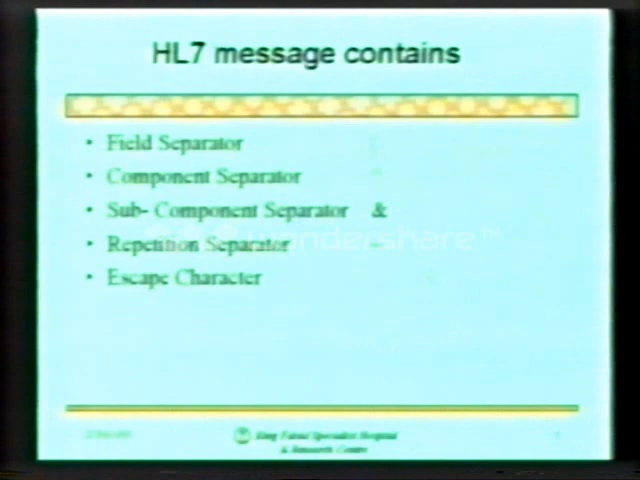 HL7 message contains
• Field Separator |
• Component Separator ^
• Sub- Component Separator &
• Repetition Separator ~
• Escape Character \
wondershare™
King Faisal Specialist Hospital
& Research Centre